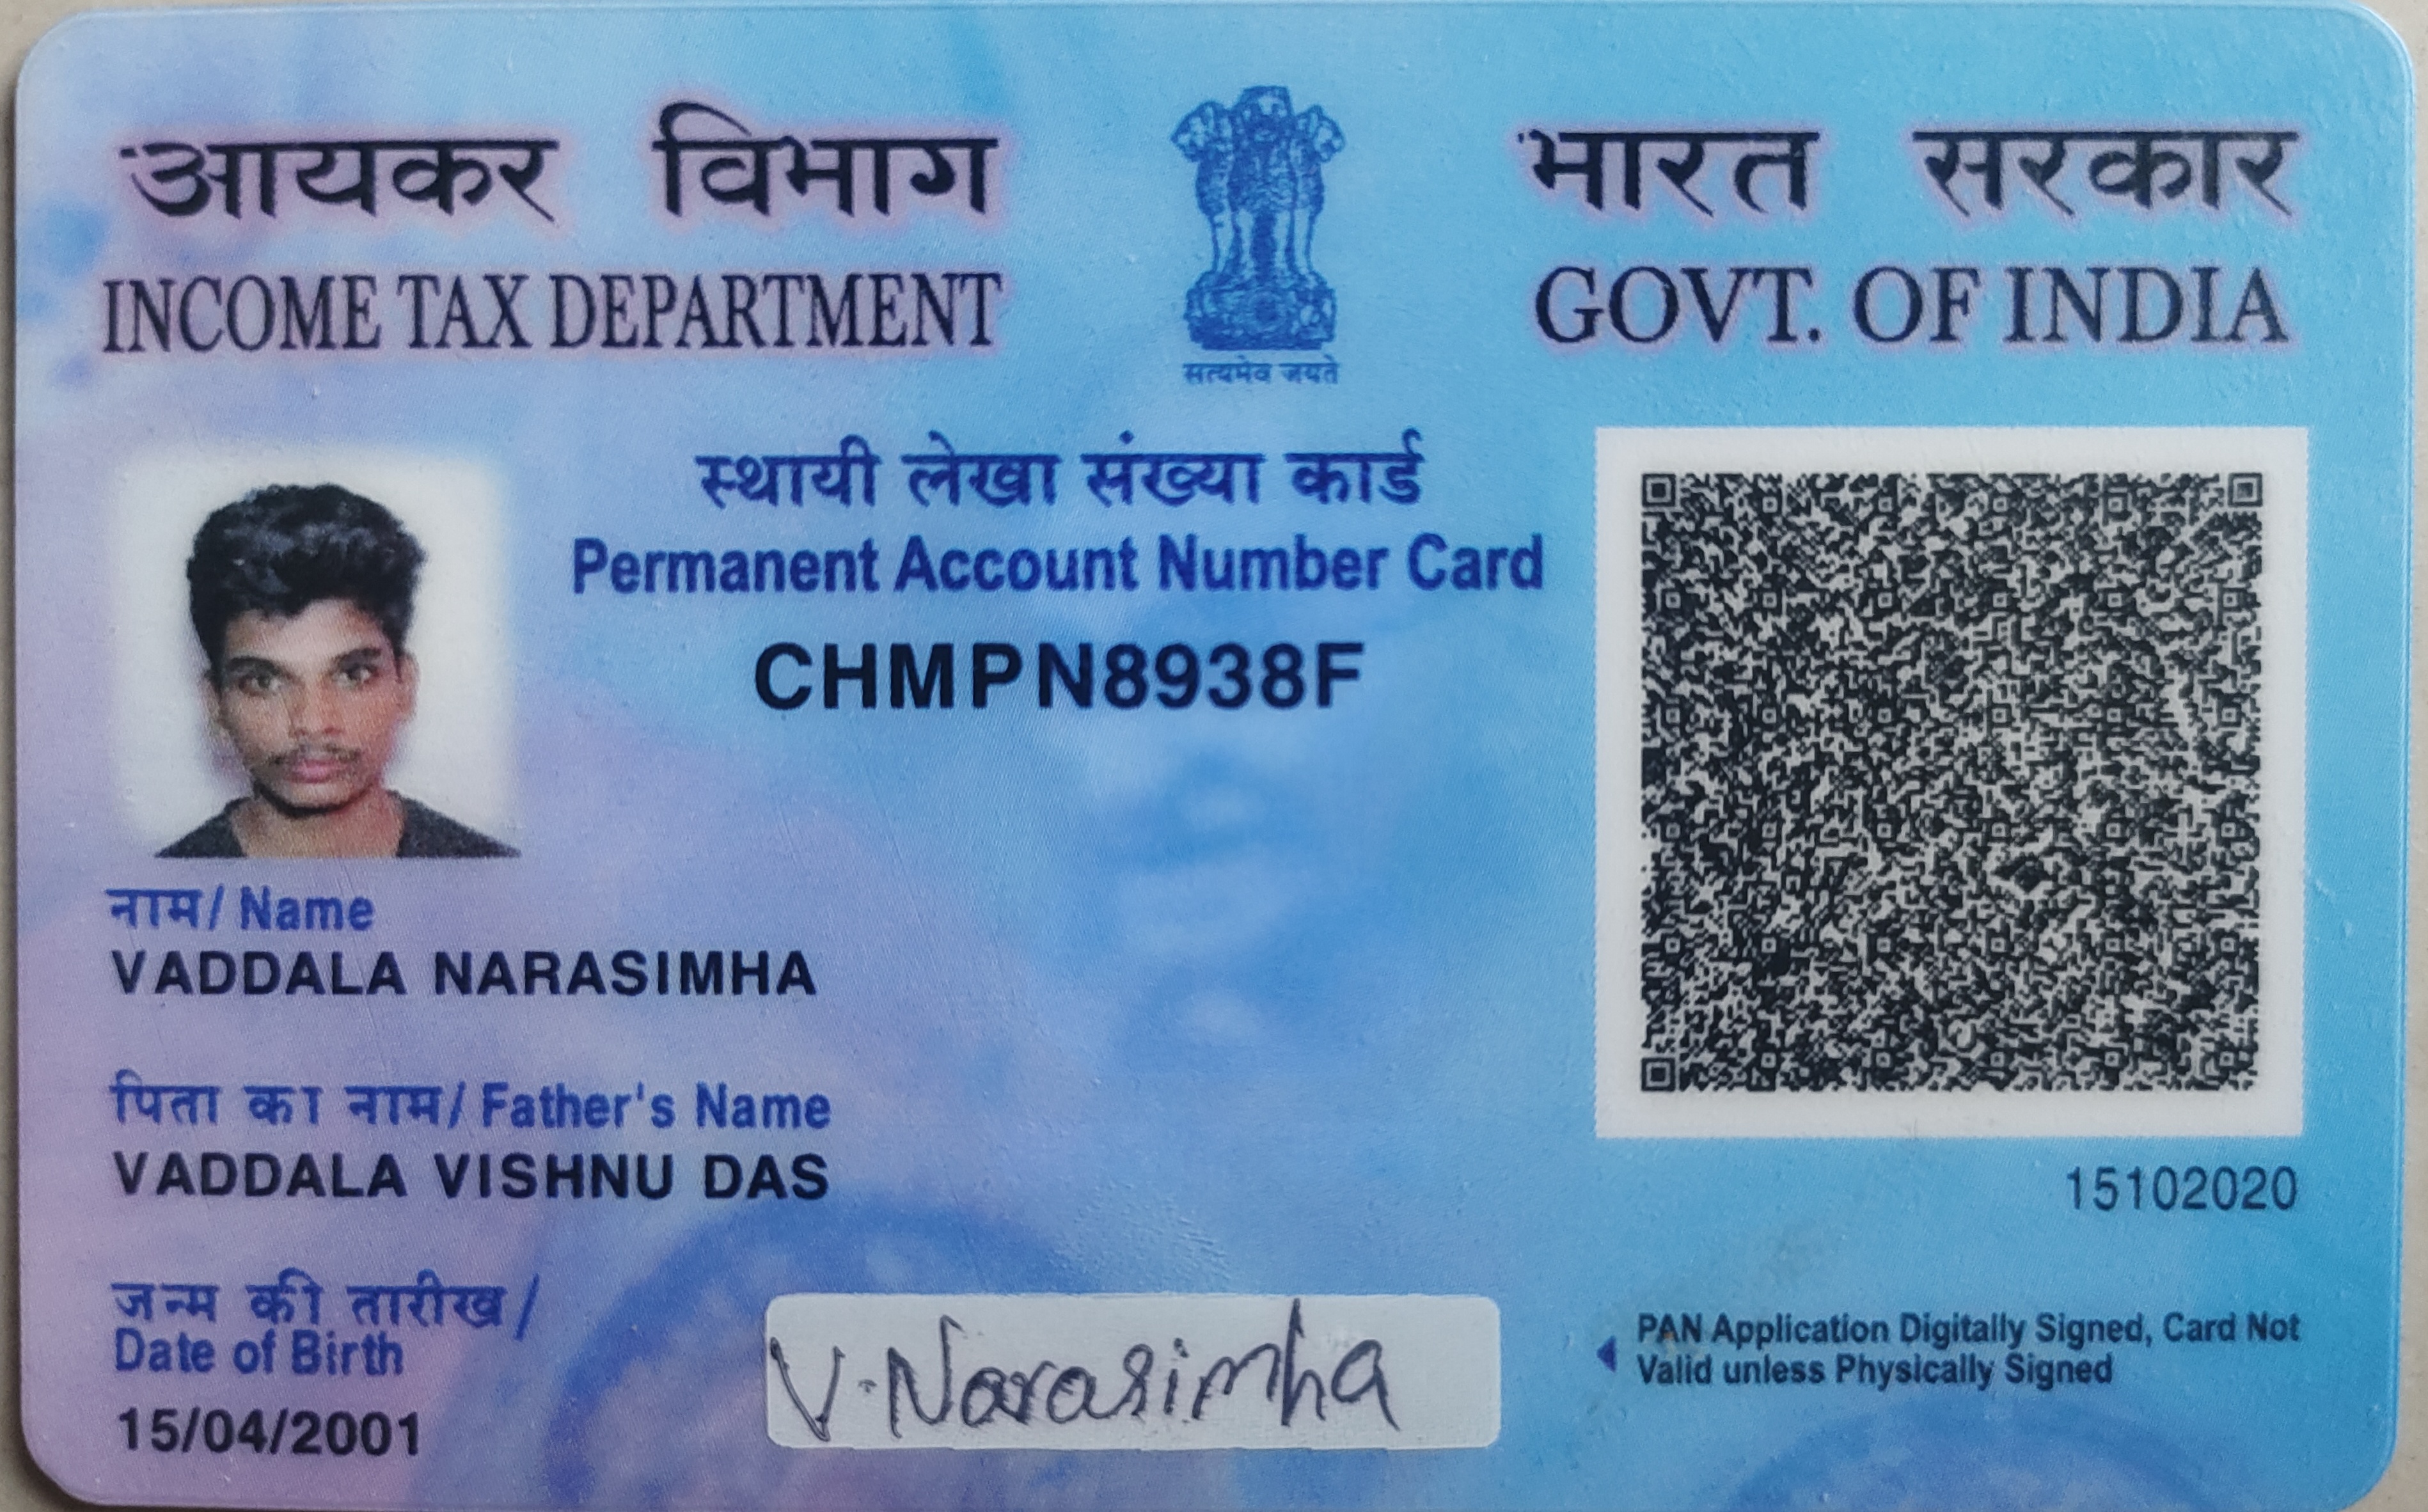 आयकर विभाग
INCOME TAX DEPARTMENT
सत्यमेव जयते
भारत सरकार
GOVT. OF INDIA
स्थायी लेखा संख्या कार्ड
Permanent Account Number Card
CHMPN8938F
नाम / Name
VADDALA NARASIMHA
पिता का नाम / Father's Name
VADDALA VISHNU DAS
15102020
जन्म की तारीख /
Date of Birth
15/04/2001
V. Narasimha
PAN Application Digitally Signed, Card Not
Valid unless Physically Signed